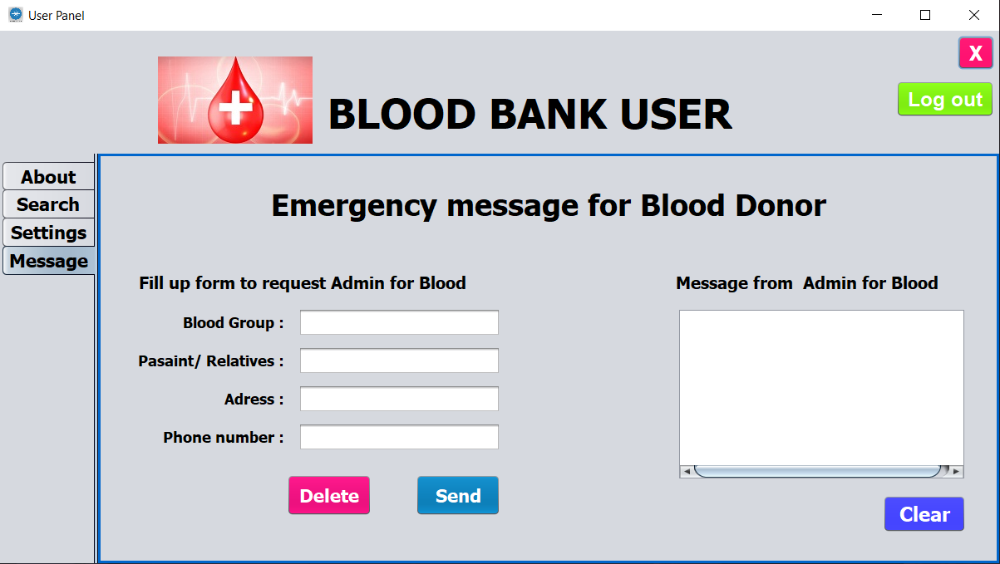 User Panel
X
Log out
BLOOD BANK USER
About
Search
Settings
Message
Emergency message for Blood Donor
Fill up form to request Admin for Blood
Blood Group :
Pasaint/ Relatives :
Adress :
Phone number :
Delete
Send
Message from  Admin for Blood
Clear